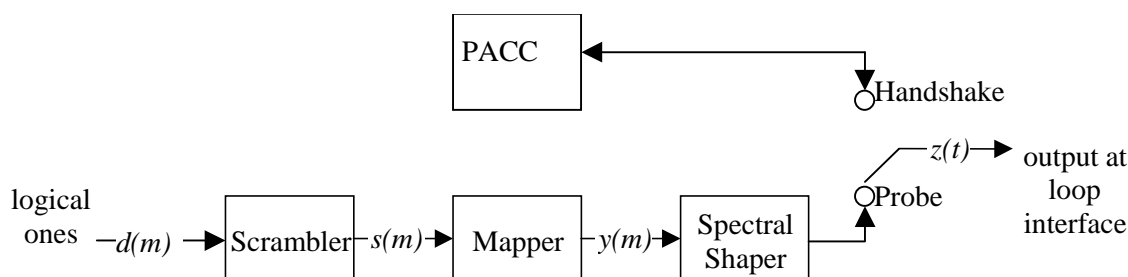 PACC
Handshake
z(t)
output at
loop
interface
Probe
logical
ones
d(m)
Scrambler
s(m)
Mapper
y(m)
Spectral
Shaper